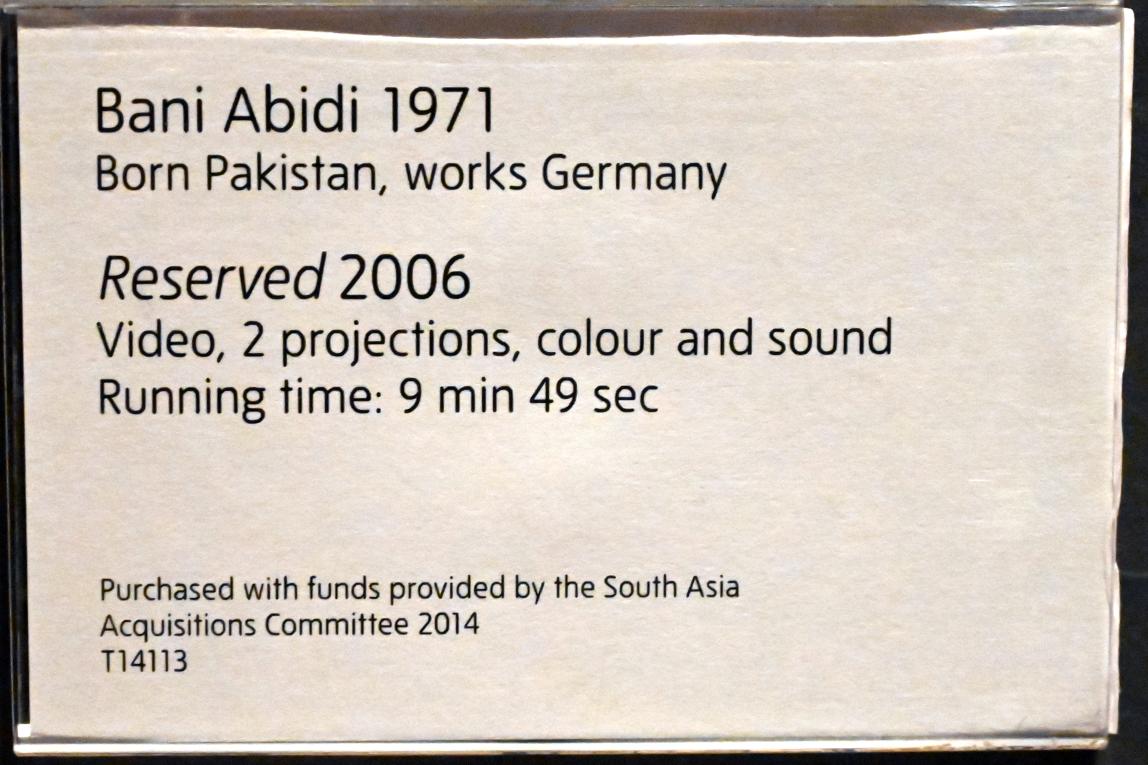 Bani Abidi 1971
Born Pakistan, works Germany
Reserved 2006
Video, 2 projections, colour and sound
Running time: 9 min 49 sec
Purchased with funds provided by the South Asia
Acquisitions Committee 2014
T14113